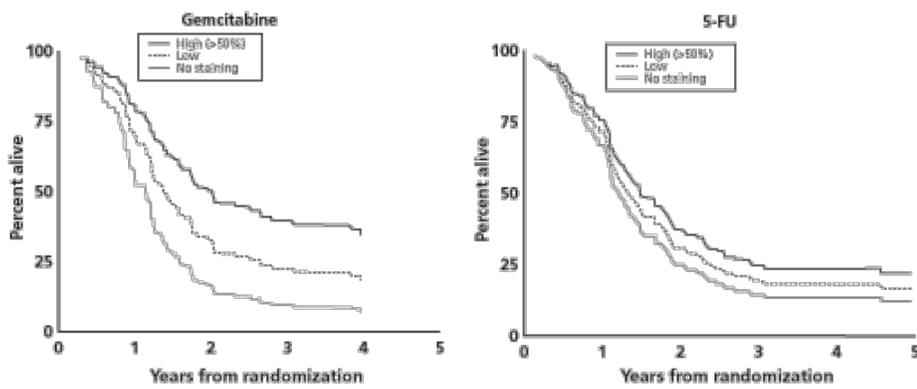 Gemcitabine
High (>50%)
Low
No staining
Percent alive
100
75
50
25
0
0 1 2 3 4 5
Years from randomization
5-FU
High (>50%)
Low
No staining
Percent alive
100
75
50
25
0
0 1 2 3 4 5
Years from randomization